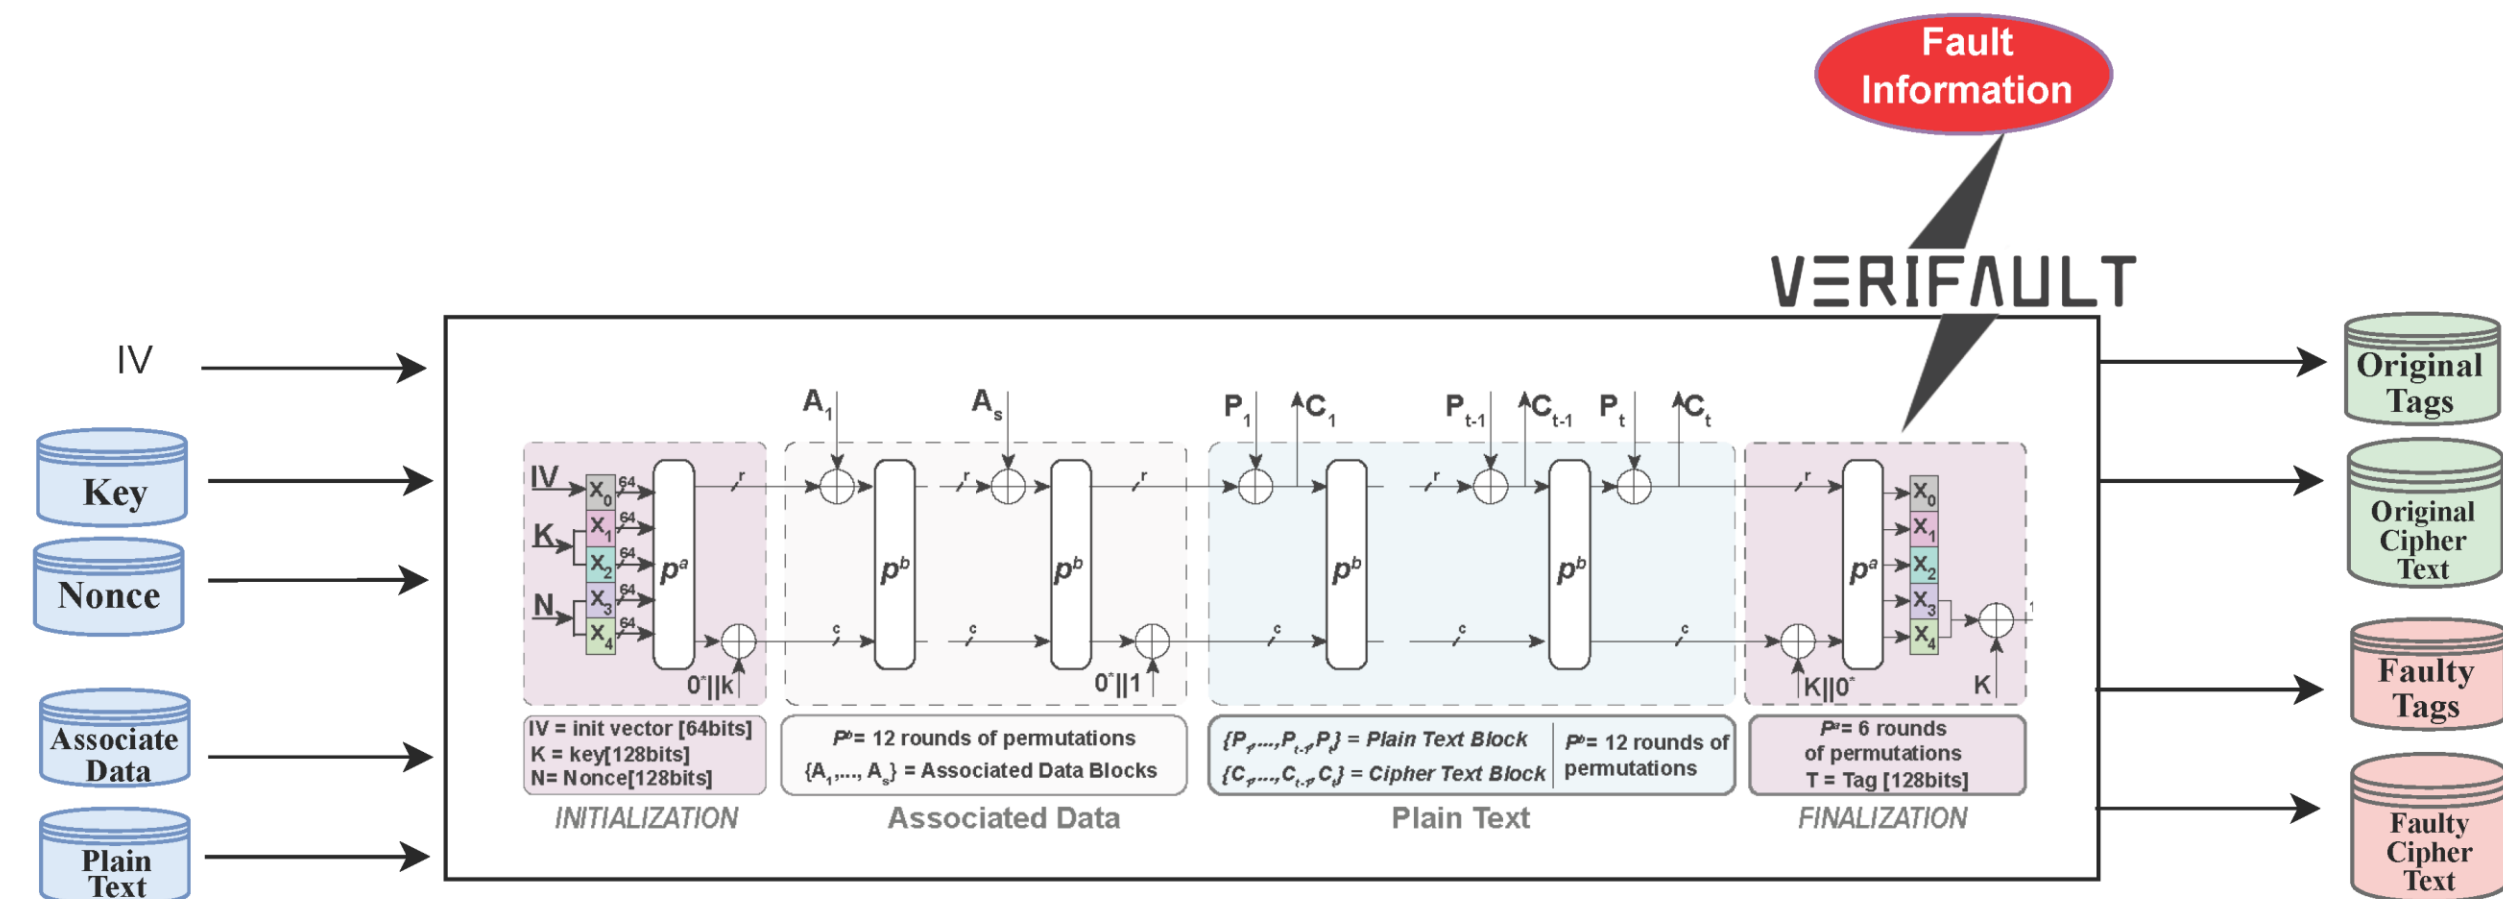 Fault
Information
VERIFAULT
IV
Key
Nonce
Associate
Data
Plain
Text
A1
As
P1
C1
Pt-1
Ct-1
Pt
Ct
IV
K
N
X0
X1
X2
X3
X4
64
64
64
64
64
pa
r
c
0*||k
pb
r
c
pb
r
c
0*||1
pb
r
c
pb
r
c
K||0*
pa
X0
X1
X2
X3
X4
K
IV = init vector [64bits]
K = key[128bits]
N= Nonce[128bits]
INITIALIZATION
Pb= 12 rounds of permutations
{A1,..., As} = Associated Data Blocks
Associated Data
{P1,...,Pt-1,Pt} = Plain Text Block
{C1,...,Ct-1,Ct} = Cipher Text Block
Pb= 12 rounds of
permutations
Plain Text
Pa= 6 rounds
of permutations
T = Tag [128bits]
FINALIZATION
Original
Tags
Original
Cipher
Text
Faulty
Tags
Faulty
Cipher
Text